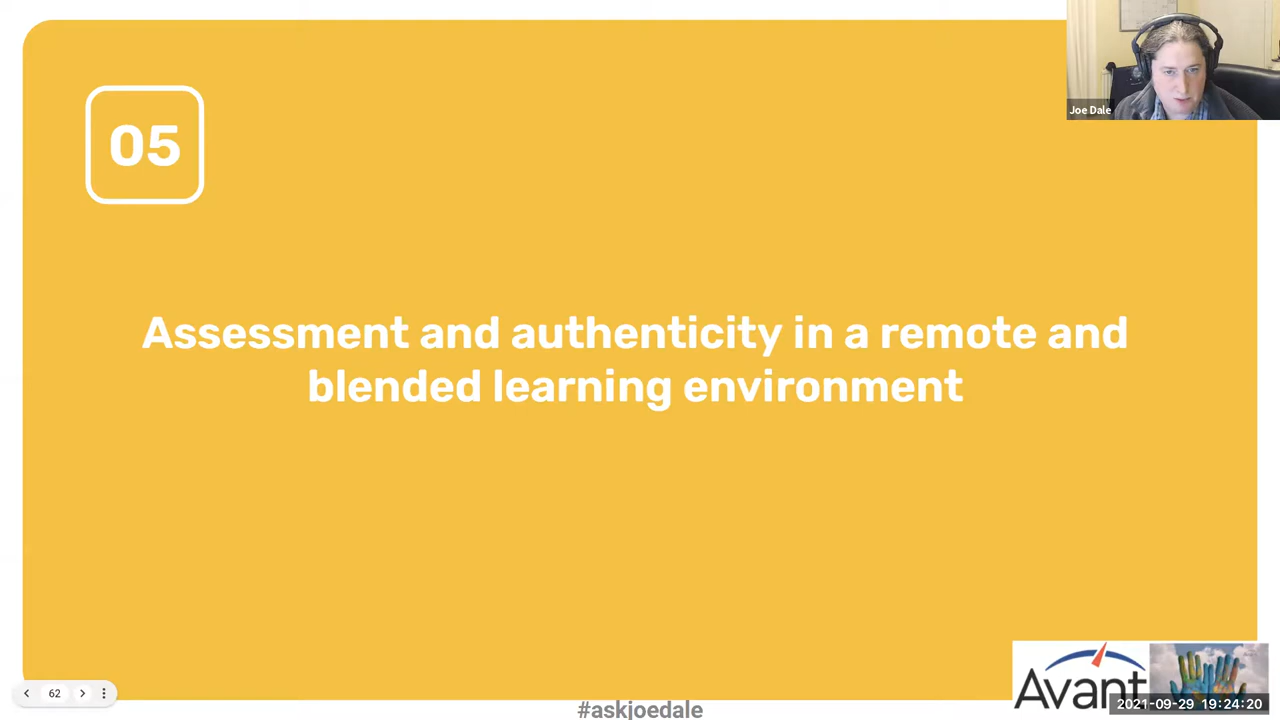 05
Joe Dale
Assessment and authenticity in a remote and
blended learning environment
62
Avant
2021-09-29 19:24:20
#askjoedale